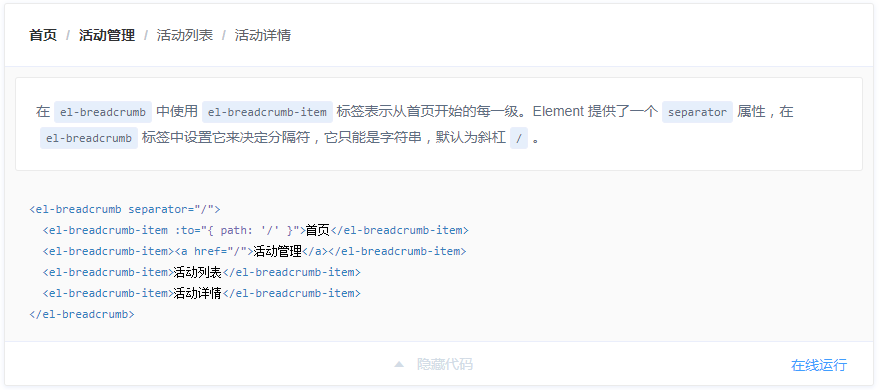 首页 / 活动管理 / 活动列表 / 活动详情
在 el-breadcrumb 中使用 el-breadcrumb-item 标签表示从首页开始的每一级。Element 提供了一个 separator 属性，在
el-breadcrumb 标签中设置它来决定分隔符，它只能是字符串，默认为斜杠 / 。
<el-breadcrumb separator="/">
  <el-breadcrumb-item :to="{ path: '/' }">首页</el-breadcrumb-item>
  <el-breadcrumb-item><a href="/">活动管理</a></el-breadcrumb-item>
  <el-breadcrumb-item>活动列表</el-breadcrumb-item>
  <el-breadcrumb-item>活动详情</el-breadcrumb-item>
</el-breadcrumb>
隐藏代码 在线运行